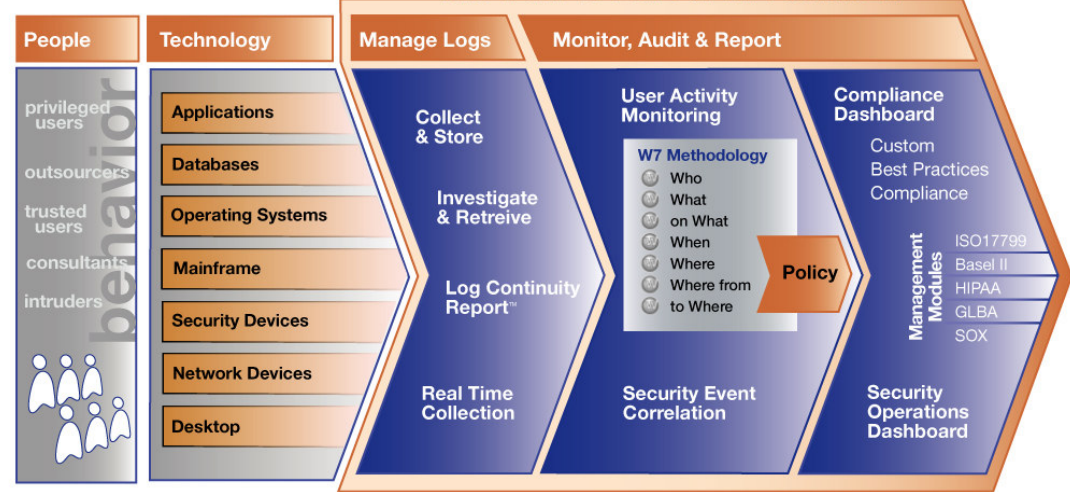 People
privileged
users
outsourcers
trusted
users
consultants
intruders
behavior
Technology
Applications
Databases
Operating Systems
Mainframe
Security Devices
Network Devices
Desktop
Manage Logs
Collect
& Store
Investigate
& Retreive
Log Continuity
Report™
Real Time
Collection
Monitor, Audit & Report
User Activity
Monitoring
W7 Methodology
Who
What
on What
When
Where
Where from
to Where
Policy
Security Event
Correlation
Compliance
Dashboard
Custom
Best Practices
Compliance
Management
Modules
ISO17799
Basel II
HIPAA
GLBA
SOX
Security
Operations
Dashboard